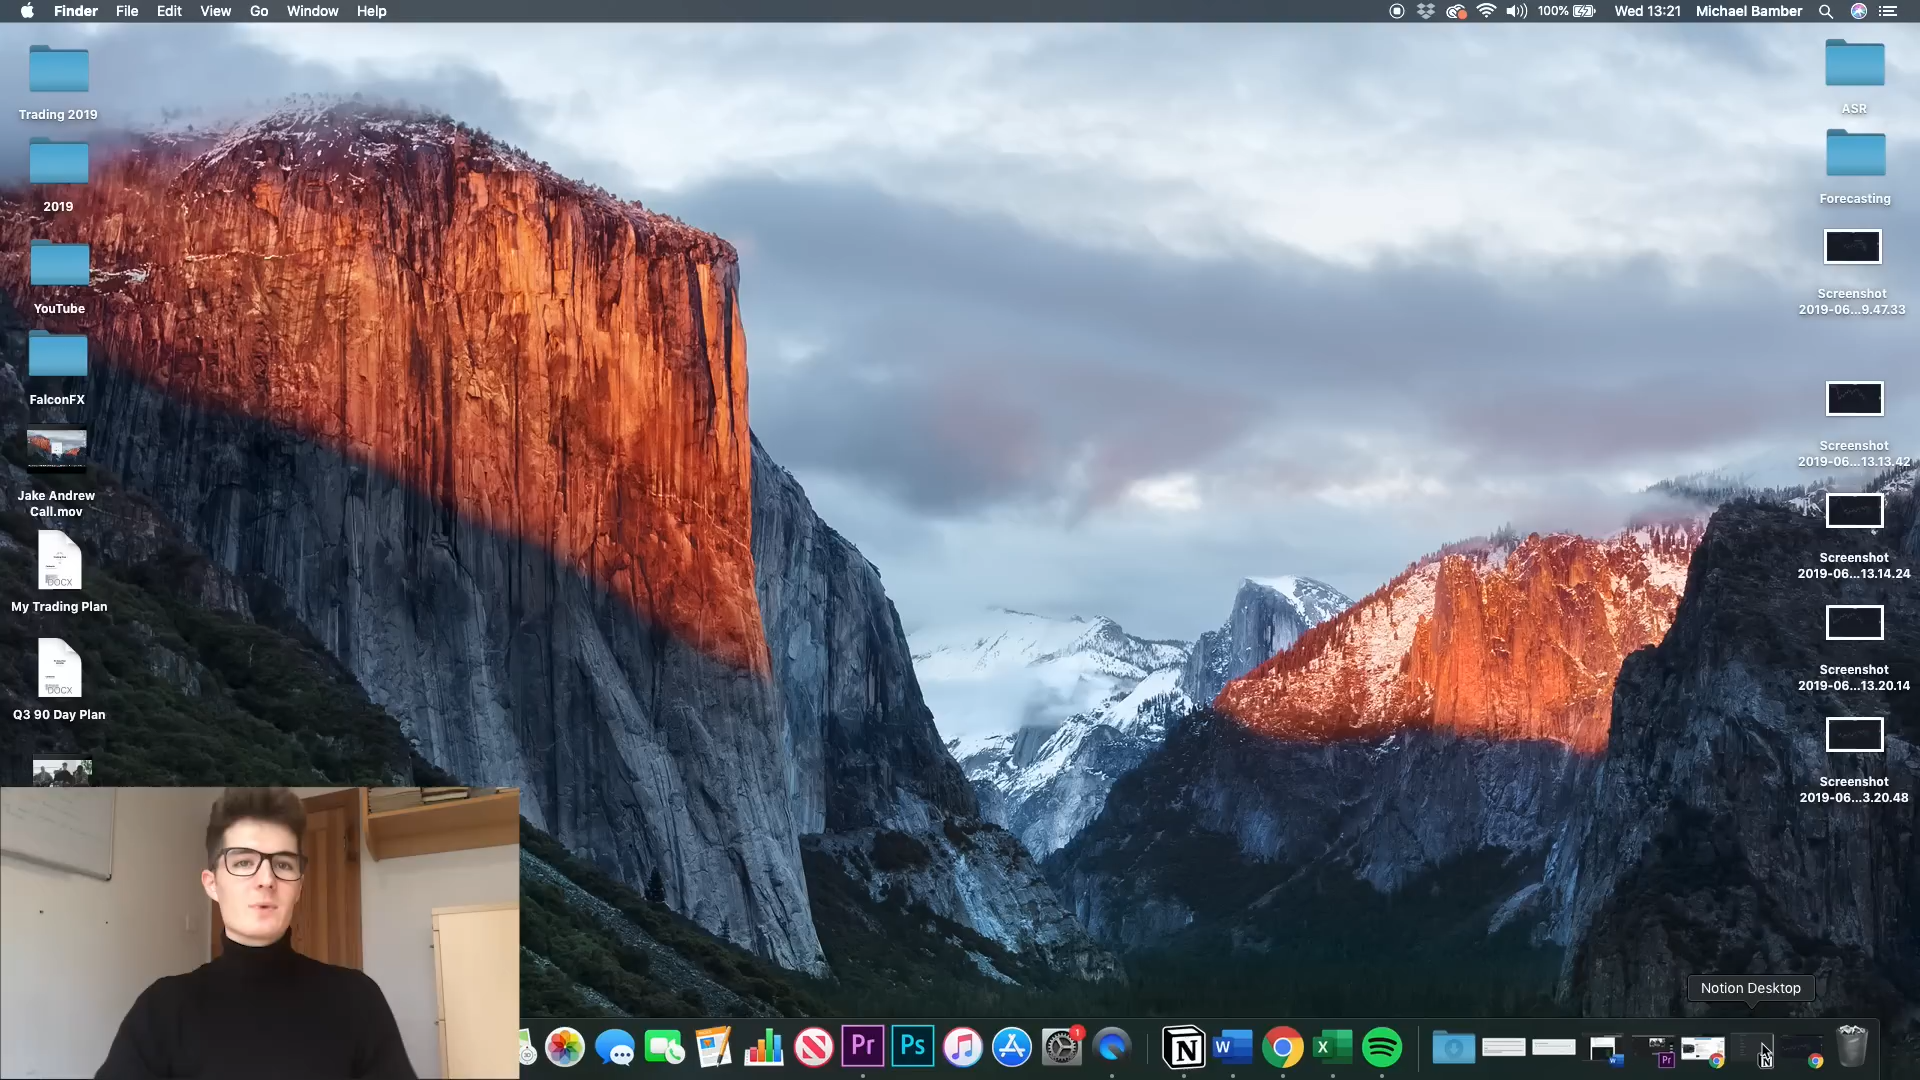 Finder File Edit View Go Window Help
100% Wed 13:21 Michael Bamber
Trading 2019
2019
YouTube
FalconFX
Jake Andrew
Call.mov
DOCX
My Trading Plan
DOCX
Q3 90 Day Plan
ASR
Forecasting
Screenshot
2019-06...9.47.33
Screenshot
2019-06...13.13.42
Screenshot
2019-06...13.14.24
Screenshot
2019-06...13.20.14
Screenshot
2019-06...3.20.48
Notion Desktop
Pr Ps 1 N W X